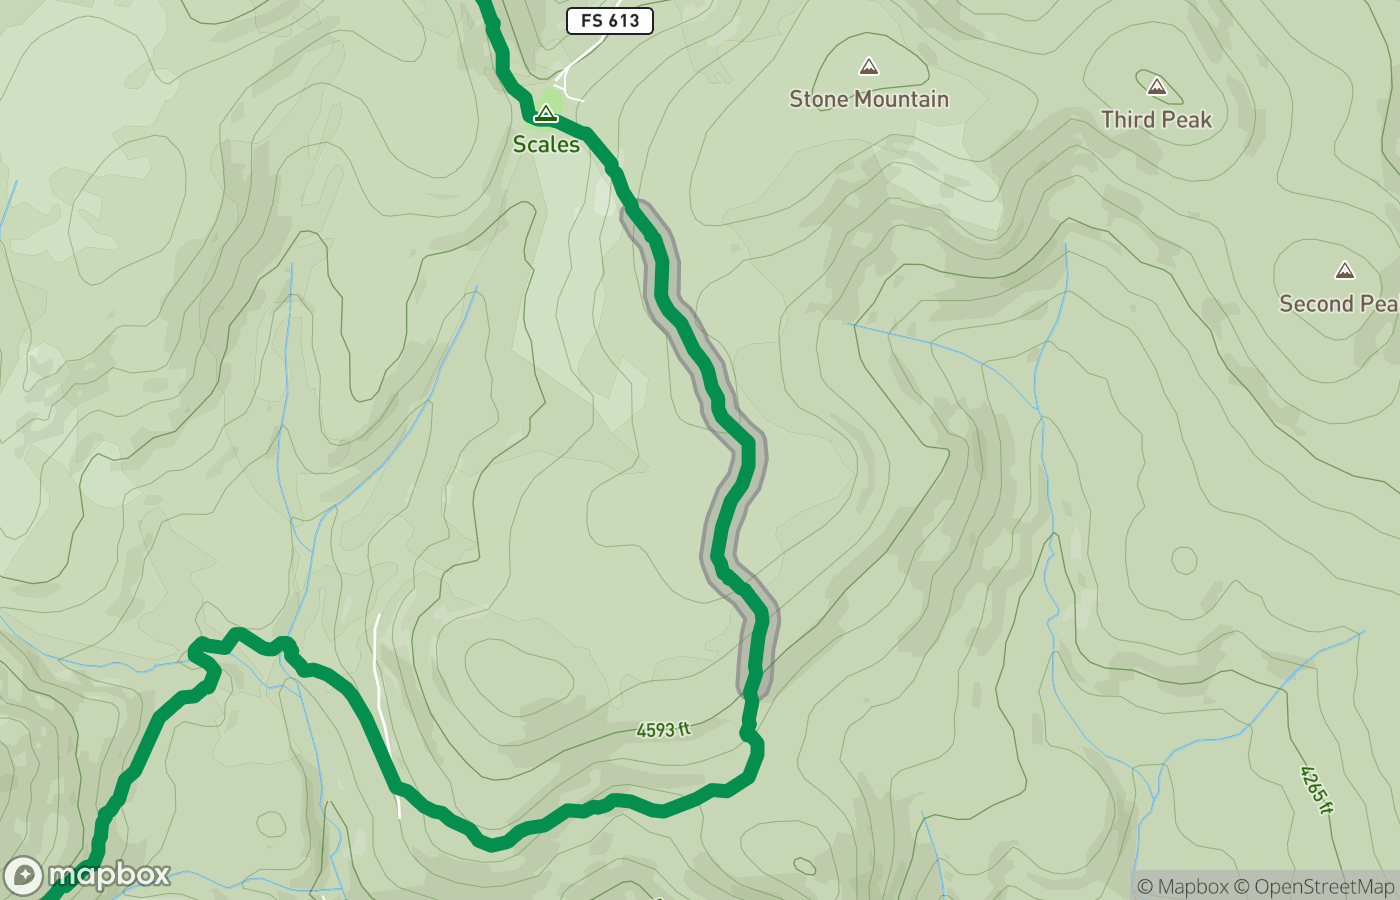 FS 613
Stone Mountain
Third Peak
Scales
Second Pea
4593 ft
4265 ft
mapbox
© Mapbox © OpenStreetMap